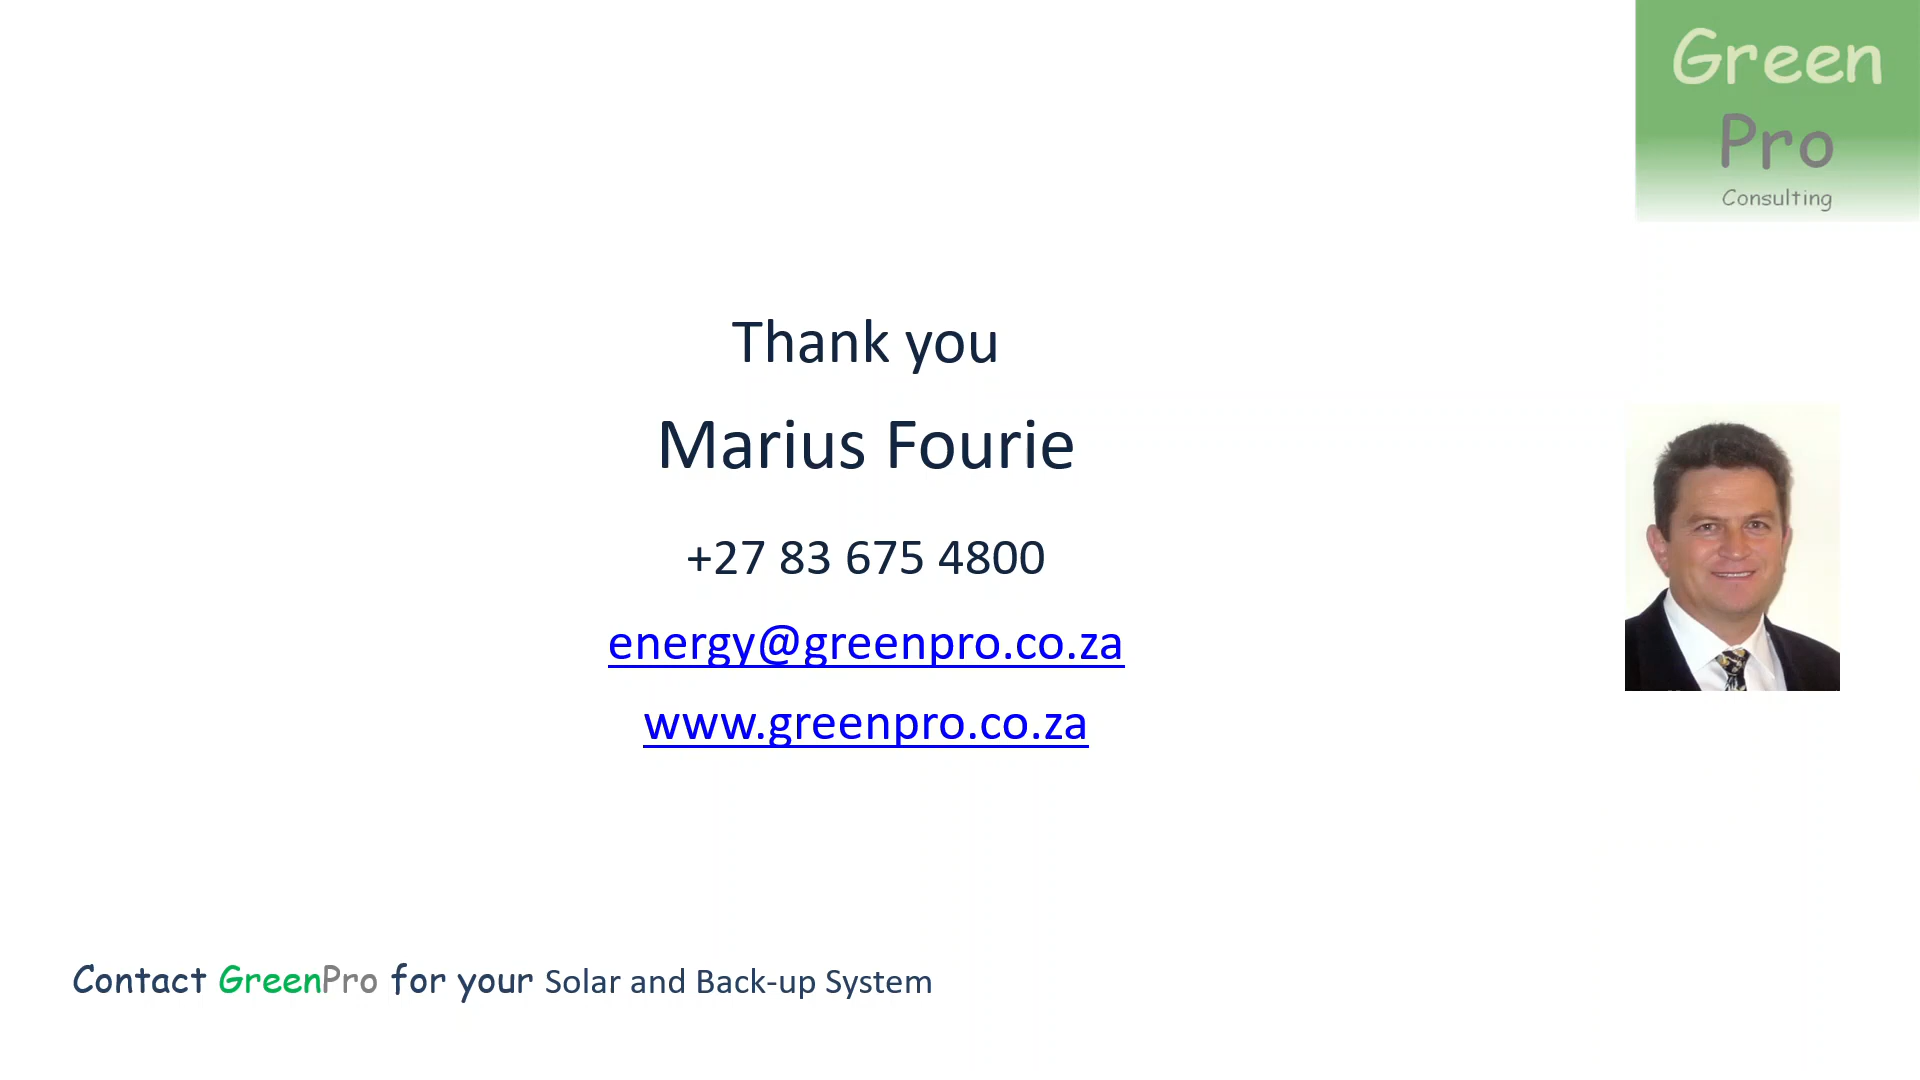 Green
Pro
Consulting
Thank you
Marius Fourie
+27 83 675 4800
energy@greenpro.co.za
www.greenpro.co.za
Contact GreenPro for your Solar and Back-up System